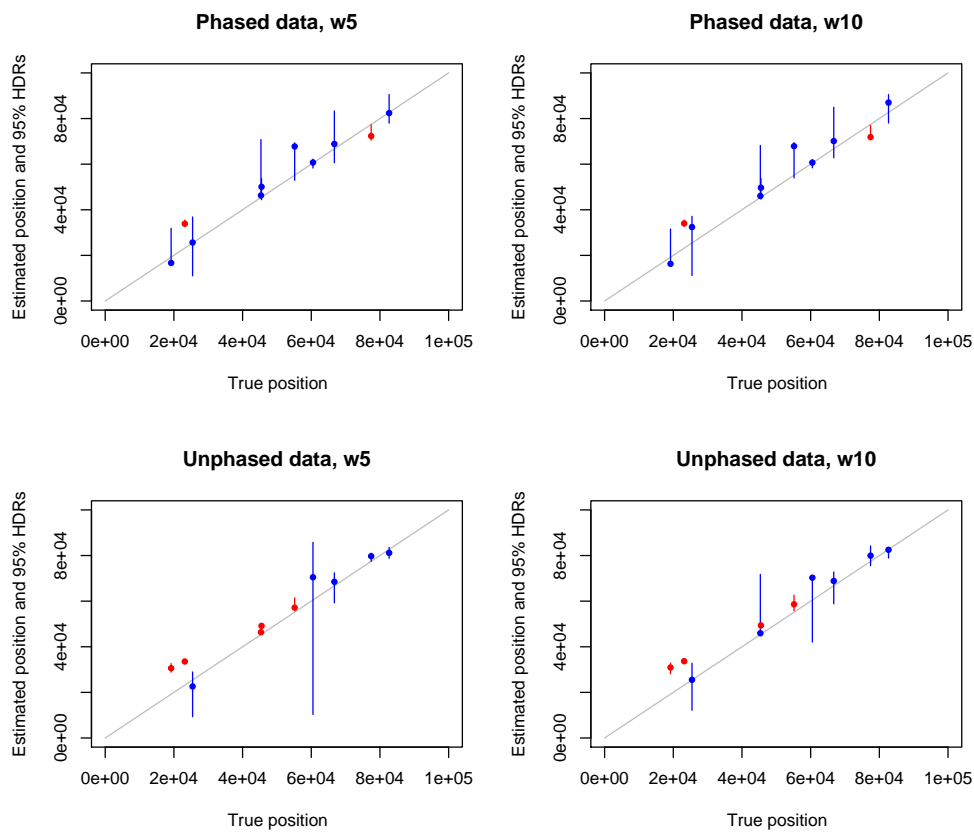 Phased data, w5
Estimated position and 95% HDRs
0e+00 4e+04 8e+04
0e+00 2e+04 4e+04 6e+04 8e+04 1e+05
True position
Phased data, w10
Estimated position and 95% HDRs
0e+00 4e+04 8e+04
0e+00 2e+04 4e+04 6e+04 8e+04 1e+05
True position
Unphased data, w5
Estimated position and 95% HDRs
0e+00 4e+04 8e+04
0e+00 2e+04 4e+04 6e+04 8e+04 1e+05
True position
Unphased data, w10
Estimated position and 95% HDRs
0e+00 4e+04 8e+04
0e+00 2e+04 4e+04 6e+04 8e+04 1e+05
True position